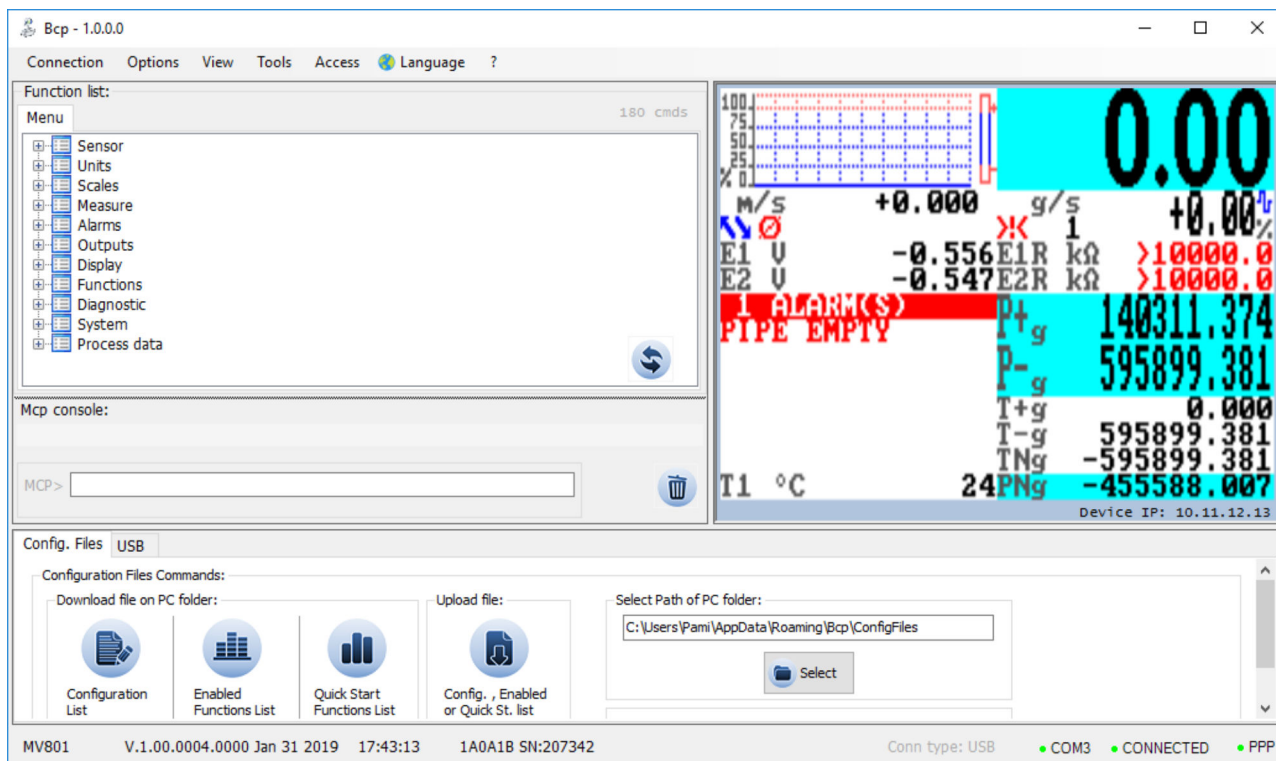 Bcp - 1.0.0.0
Connection Options View Tools Access Language ?
Function list:
Menu
180 cmds
Sensor
Units
Scales
Measure
Alarms
Outputs
Display
Functions
Diagnostic
System
Process data
Mcp console:
MCP>
100
75
50
25
% 0
0.00
m/s +0.000 g/s +0.00%
1
E1 V -0.556 E1R kΩ >10000.0
E2 V -0.547 E2R kΩ >10000.0
1 ALARM(S)
PIPE EMPTY
P+g 140311.374
P-g 595899.381
T+g 0.000
T-g 595899.381
TNg -595899.381
T1 °C 24 PNg -455588.007
Device IP: 10.11.12.13
Config. Files USB
Configuration Files Commands:
Download file on PC folder:
Configuration List
Enabled Functions List
Quick Start Functions List
Upload file:
Config. , Enabled or Quick St. list
Select Path of PC folder:
C:\Users\Pami\AppData\Roaming\Bcp\ConfigFiles
Select
MV801 V.1.00.0004.0000 Jan 31 2019 17:43:13 1A0A1B SN:207342 Conn type: USB COM3 CONNECTED PPP